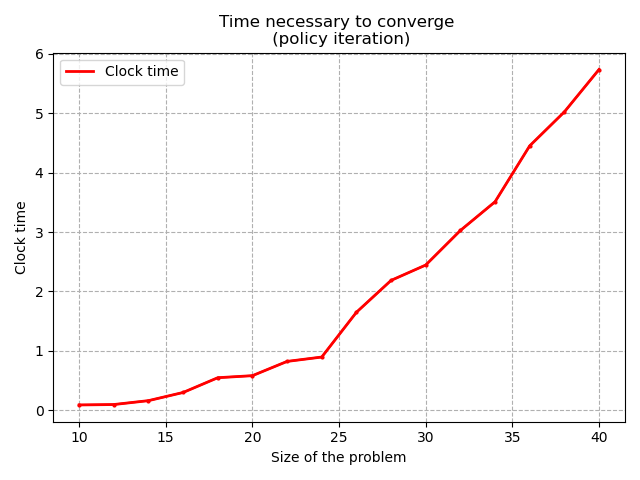 Time necessary to converge
(policy iteration)
Clock time
6
5
4
3
2
1
0
Clock time
10 15 20 25 30 35 40
Size of the problem